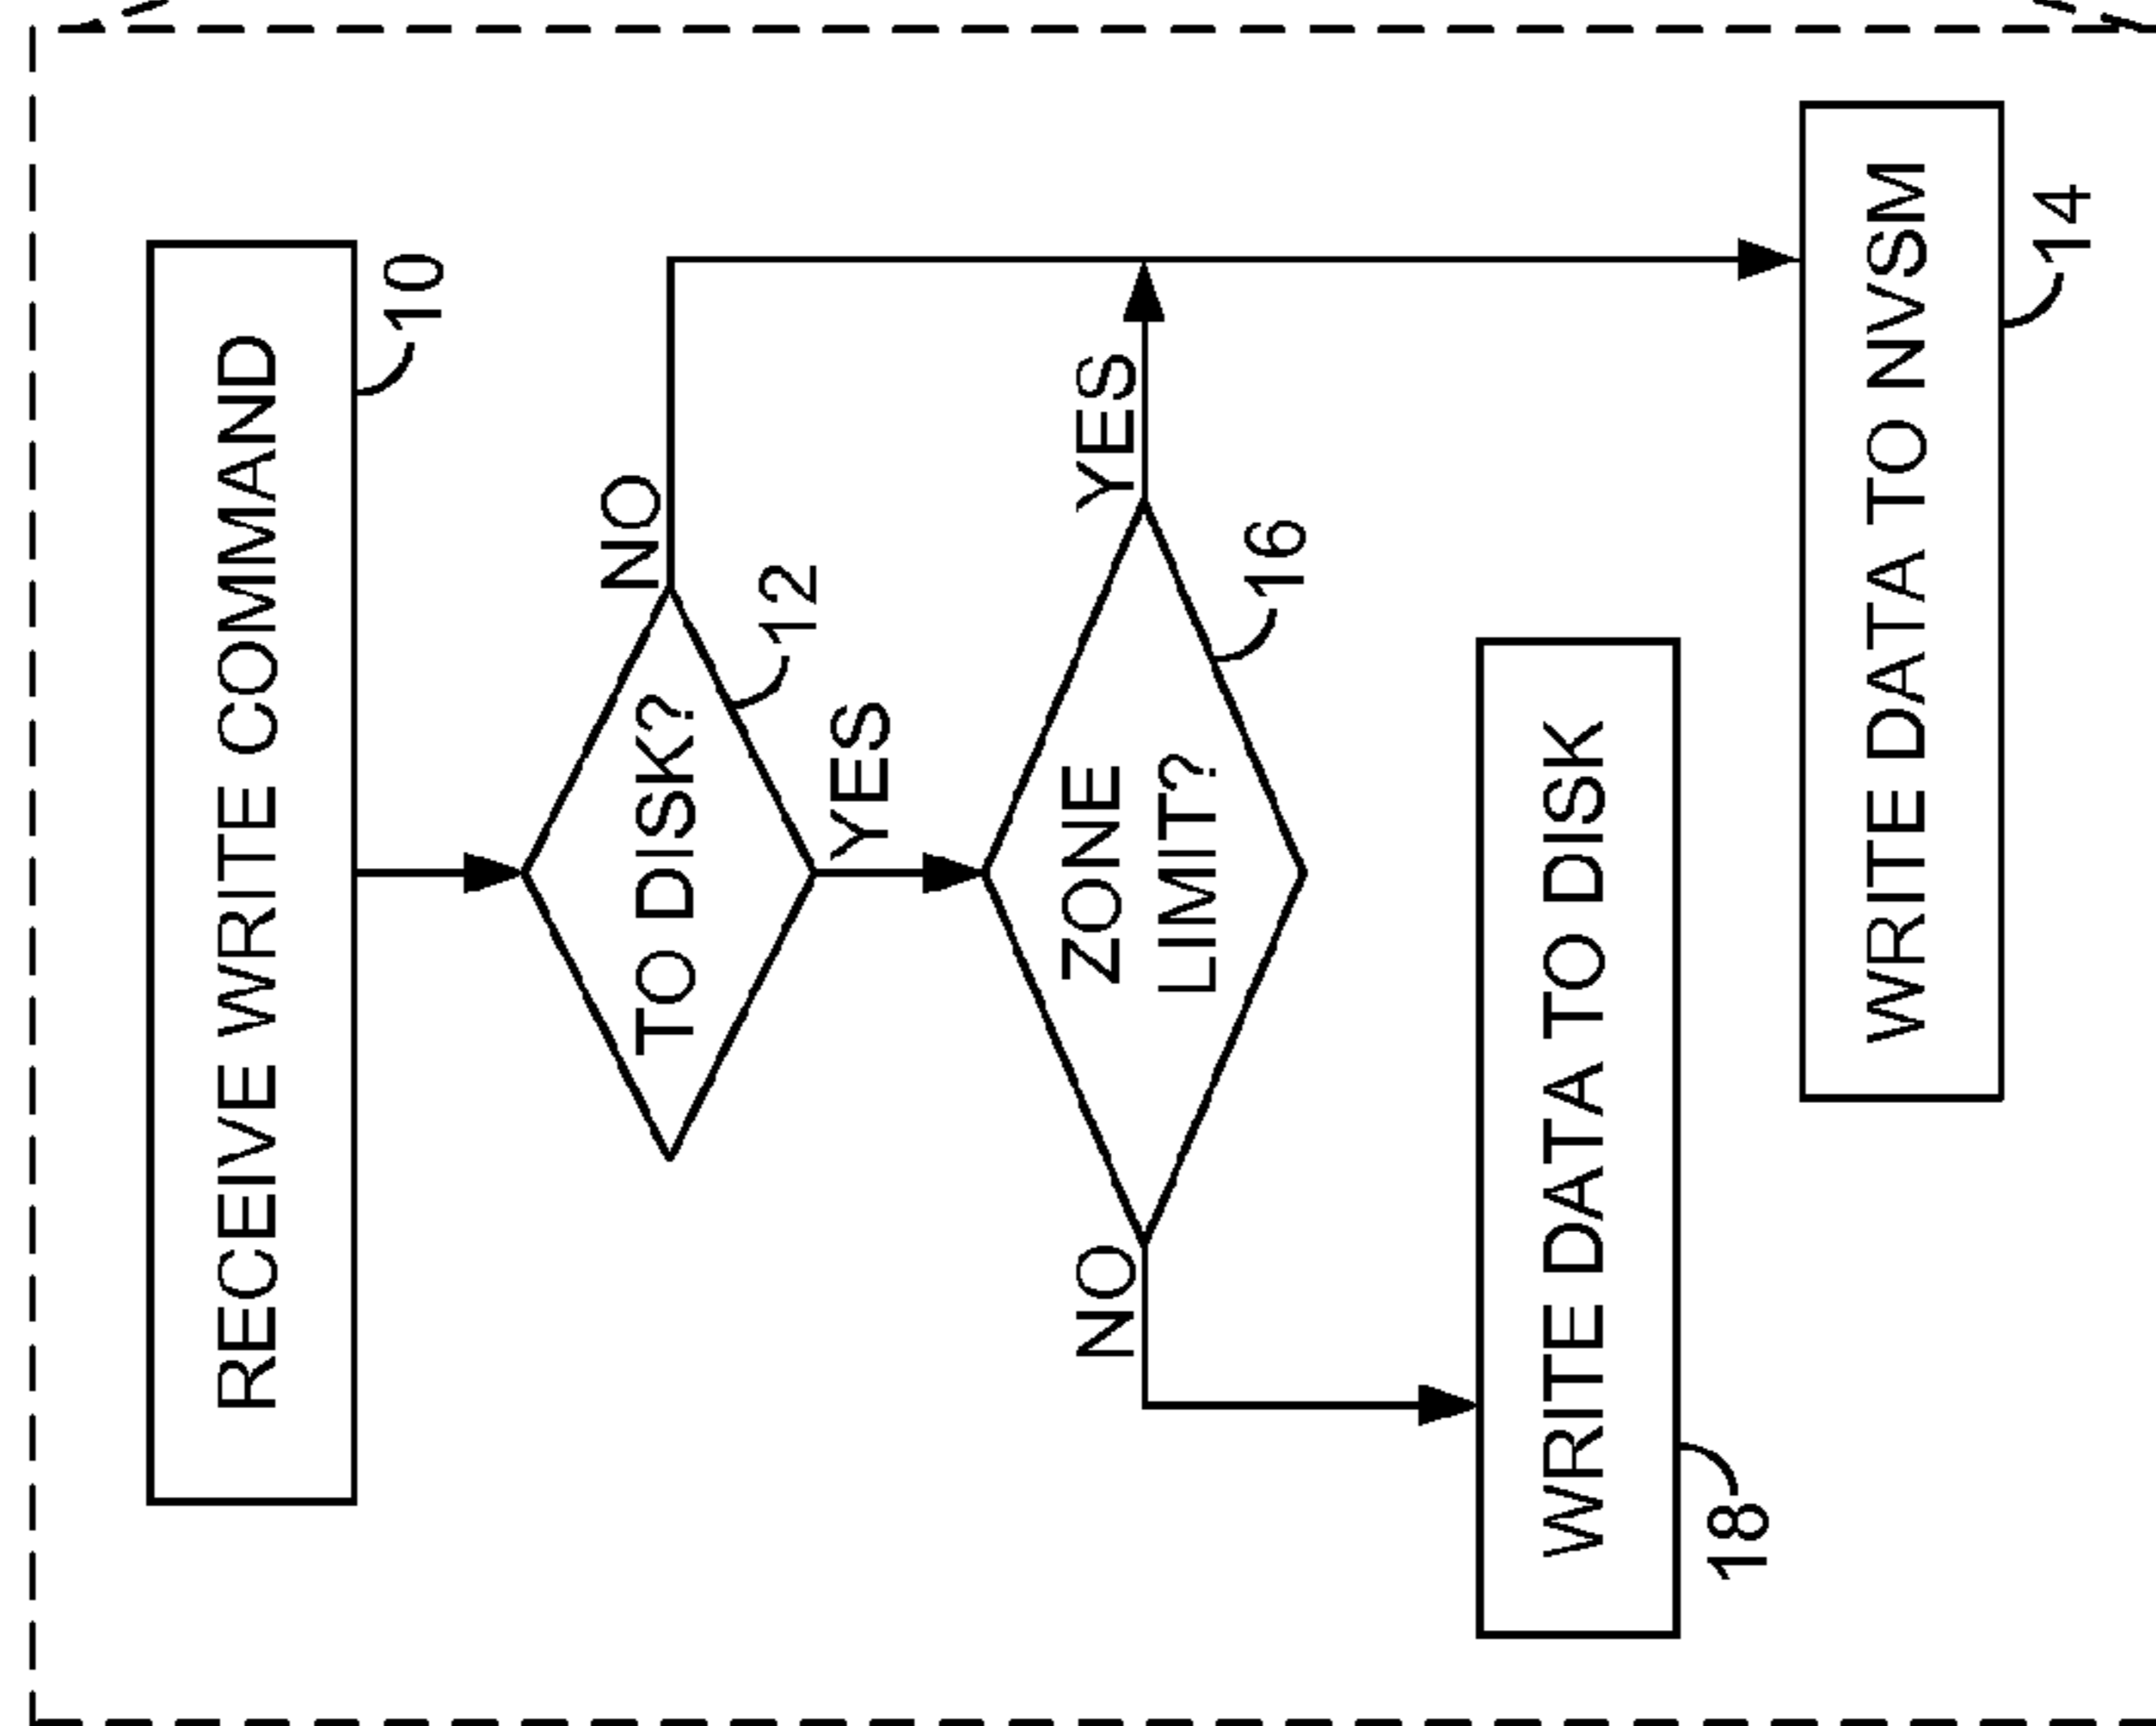 RECEIVE WRITE COMMAND
10
TO DISK?
NO
12
YES
ZONE
LIMIT?
NO
YES
16
WRITE DATA TO DISK
18
WRITE DATA TO NVSM
14